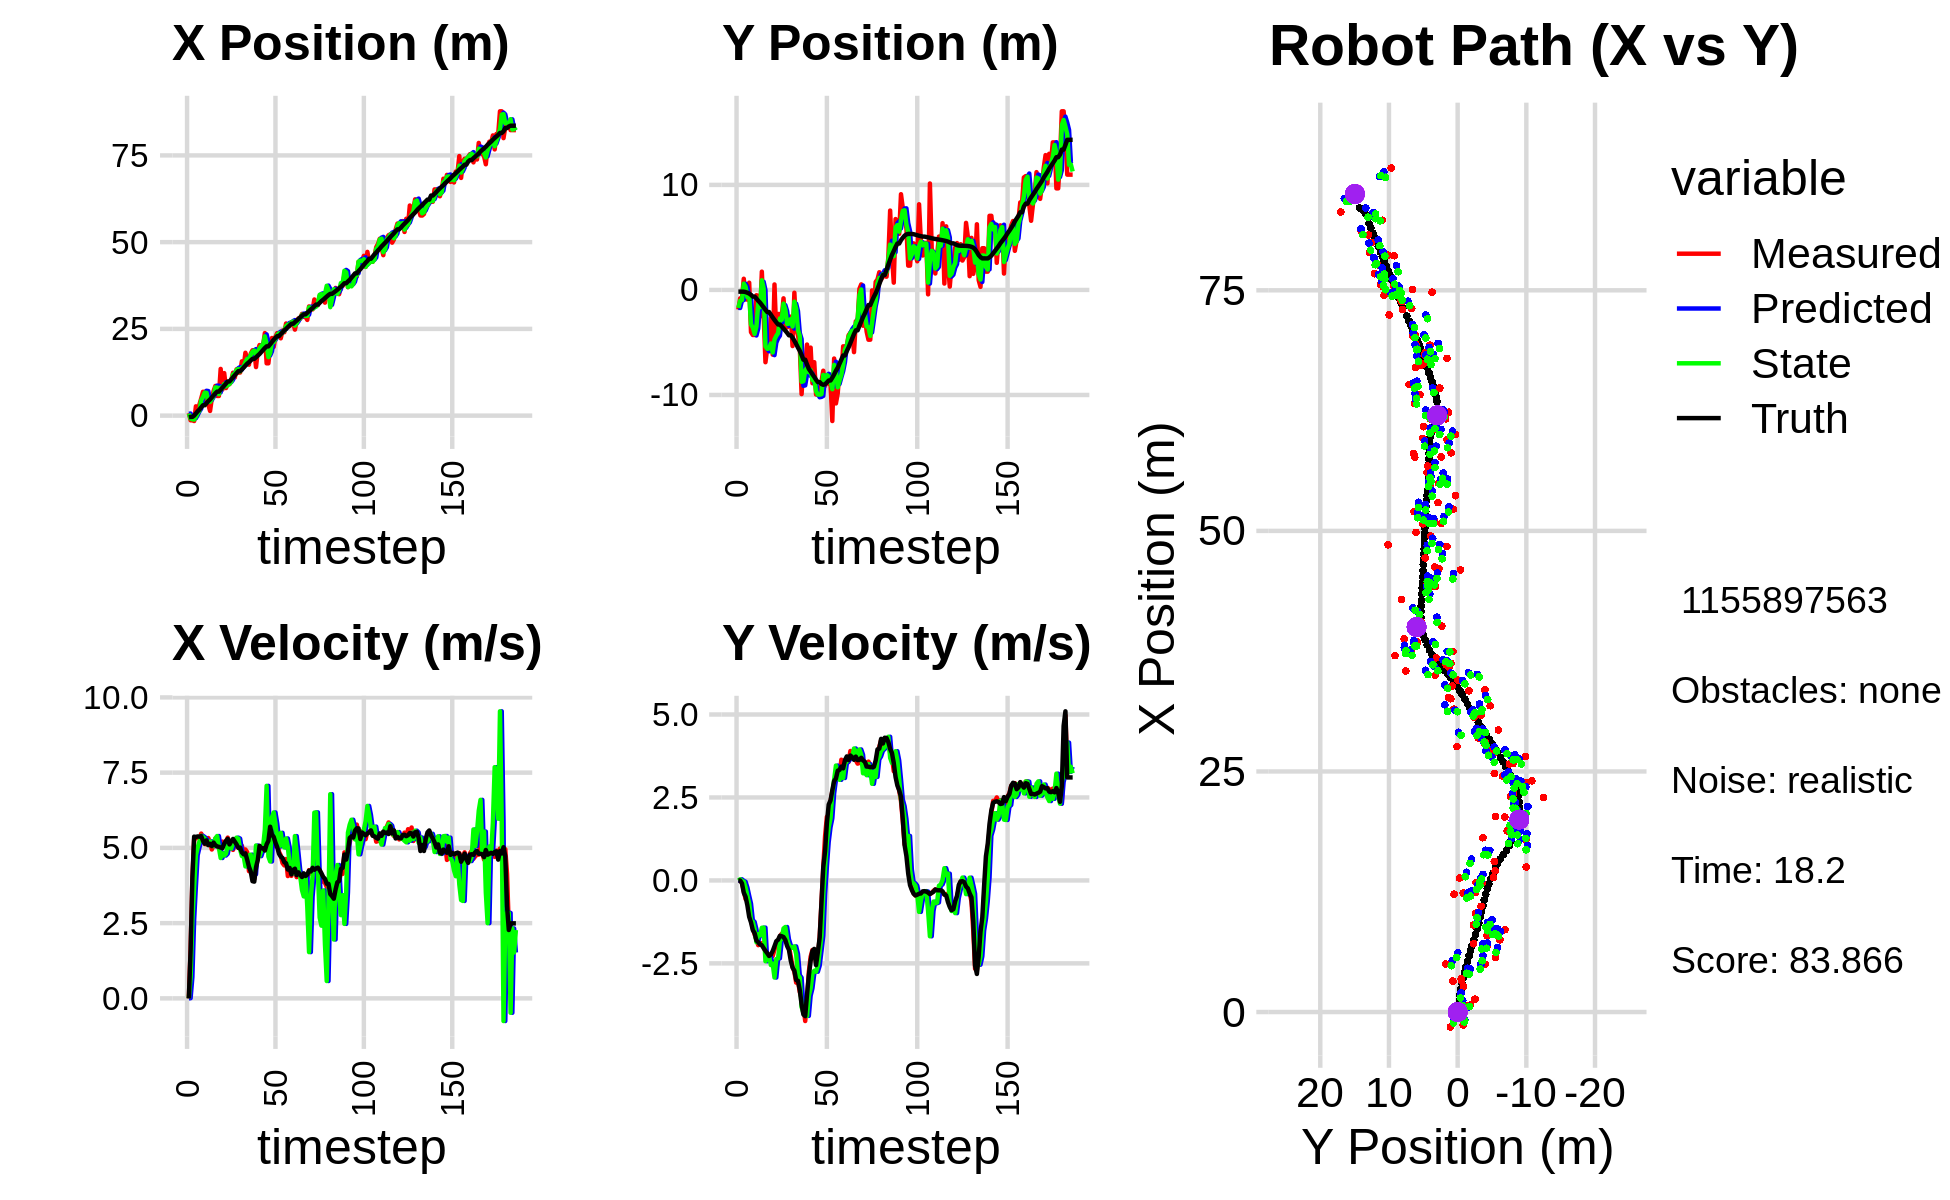 X Position (m)
75
50
25
0
0
50
100
150
timestep
Y Position (m)
10
0
-10
0
50
100
150
timestep
X Velocity (m/s)
10.0
7.5
5.0
2.5
0.0
0
50
100
150
timestep
Y Velocity (m/s)
5.0
2.5
0.0
-2.5
0
50
100
150
timestep
Robot Path (X vs Y)
X Position (m)
75
50
25
0
20 10 0 -10 -20
Y Position (m)
variable
Measured
Predicted
State
Truth
1155897563
Obstacles: none
Noise: realistic
Time: 18.2
Score: 83.866